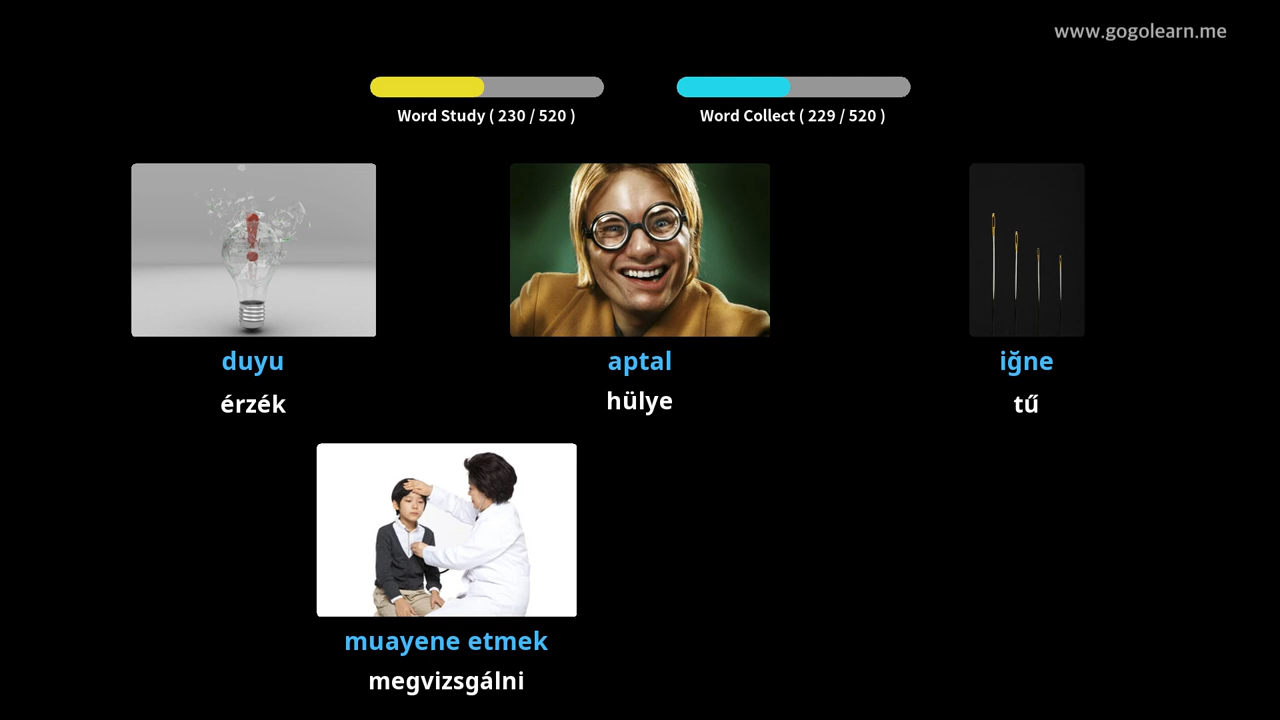 www.gogolearn.me
Word Study ( 230 / 520 )
Word Collect ( 229 / 520 )
duyu
érzék
aptal
hülye
iğne
tű
muayene etmek
megvizsgálni